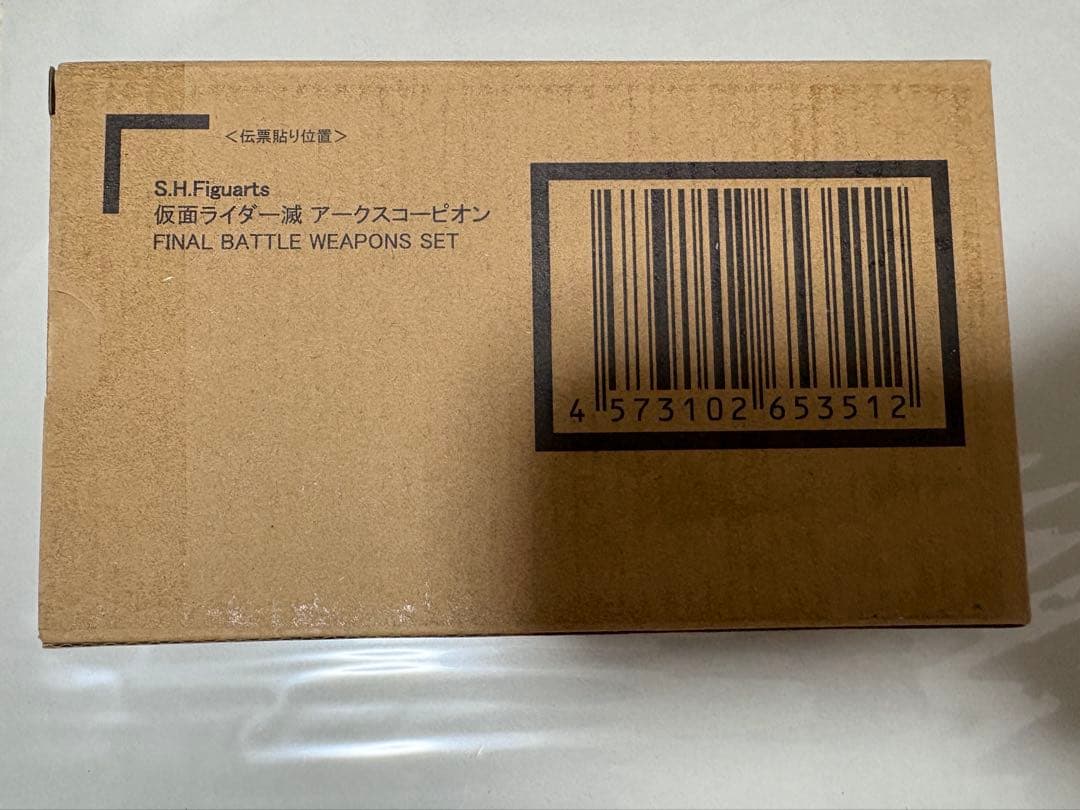 ＜伝票貼り位置＞
S.H.Figuarts
仮面ライダー滅 アークスコーピオン
FINAL BATTLE WEAPONS SET
4 573102 653512